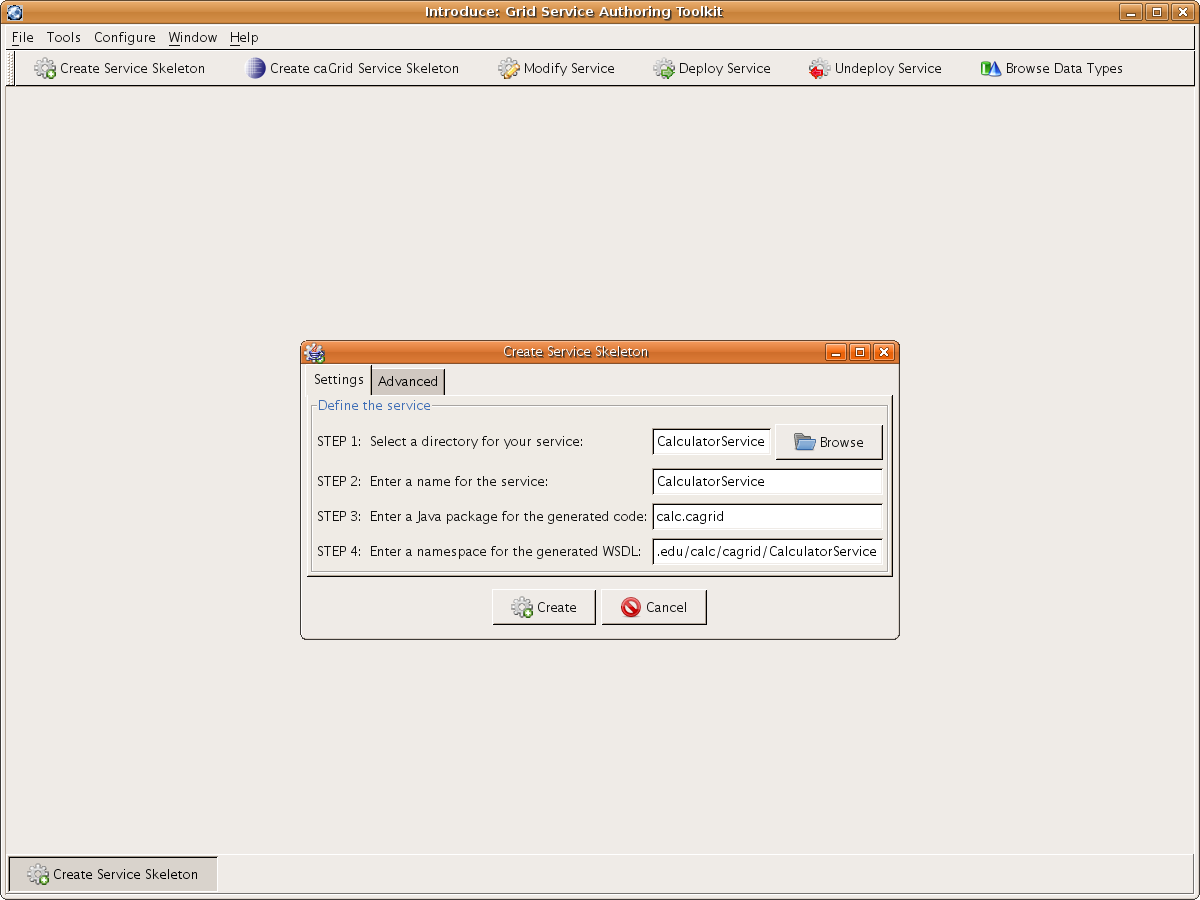 Introduce: Grid Service Authoring Toolkit
File Tools Configure Window Help
Create Service Skeleton Create caGrid Service Skeleton Modify Service Deploy Service Undeploy Service Browse Data Types
Create Service Skeleton
Settings Advanced
Define the service
STEP 1: Select a directory for your service: CalculatorService Browse
STEP 2: Enter a name for the service: CalculatorService
STEP 3: Enter a Java package for the generated code: calc.cagrid
STEP 4: Enter a namespace for the generated WSDL: .edu/calc/cagrid/CalculatorService
Create Cancel
Create Service Skeleton